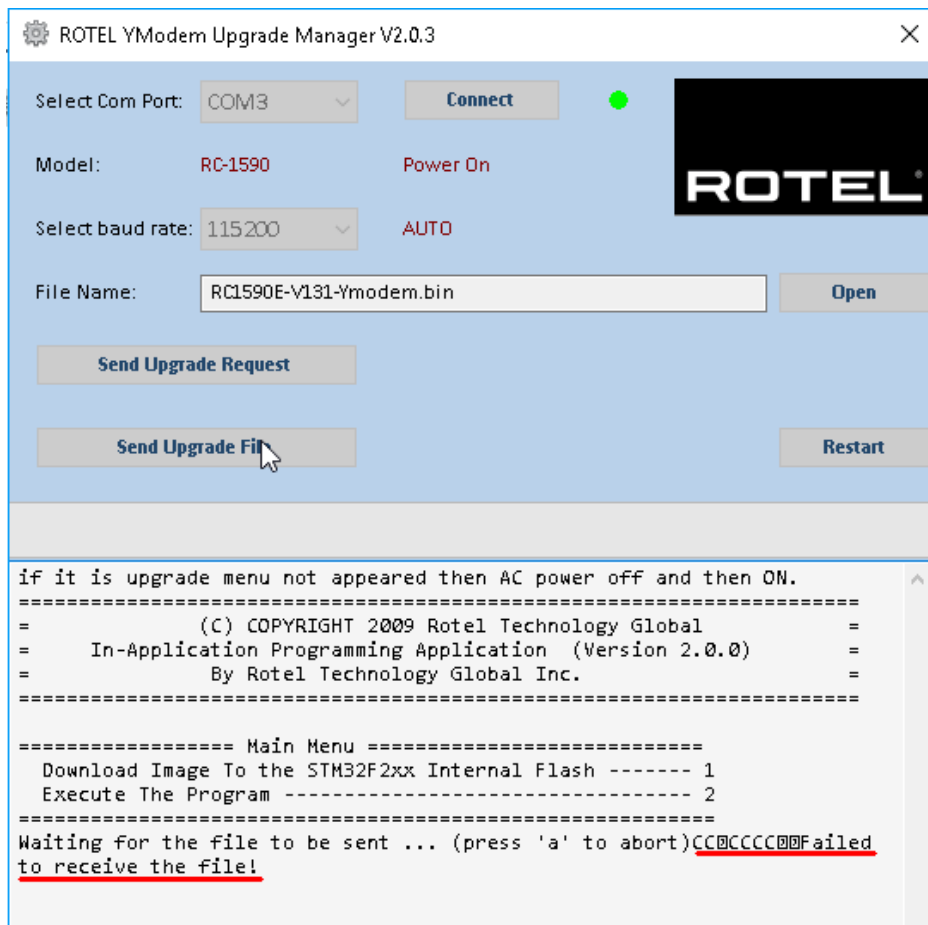 ROTEL YModem Upgrade Manager V2.0.3
Select Com Port: COM3 Connect
ROTEL
Model: RC-1590 Power On
Select baud rate: 115200 AUTO
File Name: RC1590E-V131-Ymodem.bin Open
Send Upgrade Request
Send Upgrade File Restart
if it is upgrade menu not appeared then AC power off and then ON.
======================================================================
= (C) COPYRIGHT 2009 Rotel Technology Global =
= In-Application Programming Application (Version 2.0.0) =
= By Rotel Technology Global Inc. =
======================================================================
================== Main Menu ============================
Download Image To the STM32F2xx Internal Flash ------- 1
Execute The Program ---------------------------------- 2
==========================================================
Waiting for the file to be sent ... (press 'a' to abort)CC␀CCCC␀␀Failed
to receive the file!